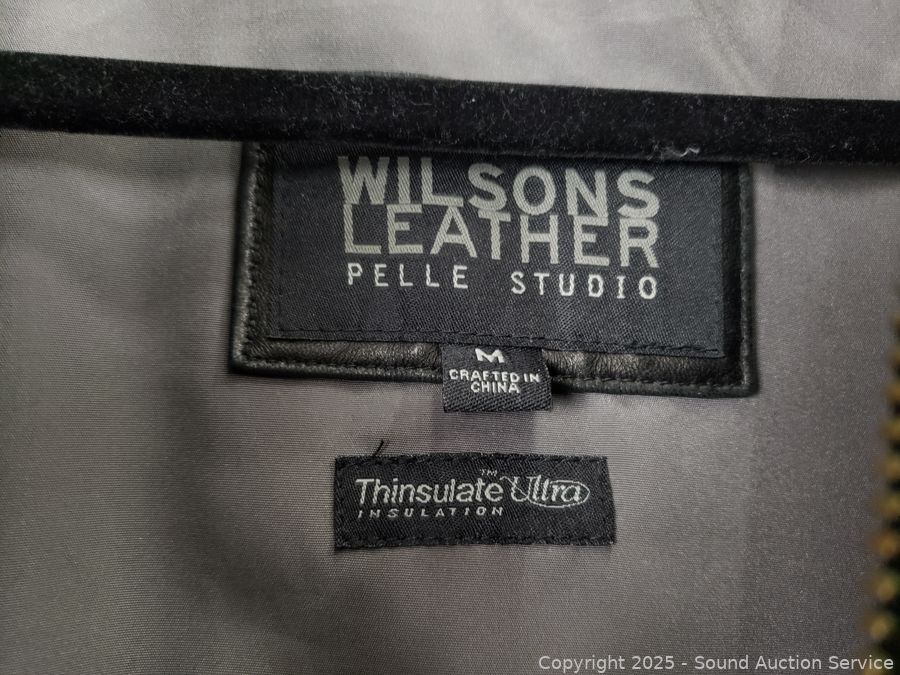 WILSONS
LEATHER
PELLE STUDIO
M
CRAFTED IN
CHINA
Thinsulate™ Ultra
INSULATION
Copyright 2025 - Sound Auction Service